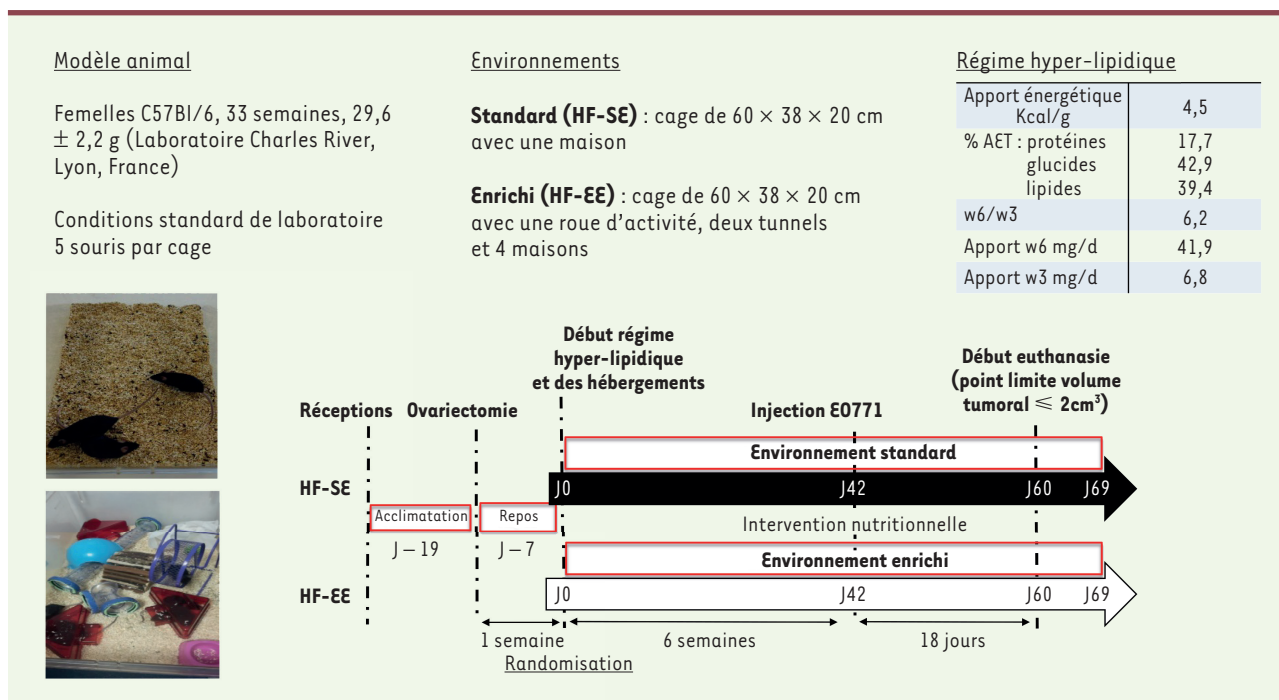 Modèle animal
Femelles C57Bl/6, 33 semaines, 29,6
± 2,2 g (Laboratoire Charles River,
Lyon, France)
Conditions standard de laboratoire
5 souris par cage
Environnements
Standard (HF-SE) : cage de 60 × 38 × 20 cm
avec une maison
Enrichi (HF-EE) : cage de 60 × 38 × 20 cm
avec une roue d’activité, deux tunnels
et 4 maisons
Régime hyper-lipidique
Apport énergétique
Kcal/g 4,5
% AET : protéines 17,7
glucides 42,9
lipides 39,4
w6/w3 6,2
Apport w6 mg/d 41,9
Apport w3 mg/d 6,8
Début régime
hyper-lipidique
et des hébergements
Début euthanasie
(point limite volume
tumoral ⩽ 2cm³)
Réceptions Ovariectomie Injection E0771
Environnement standard
HF-SE J0 J42 J60 J69
Acclimatation Repos Intervention nutritionnelle
J – 19 J – 7
Environnement enrichi
HF-EE J0 J42 J60 J69
1 semaine 6 semaines 18 jours
Randomisation